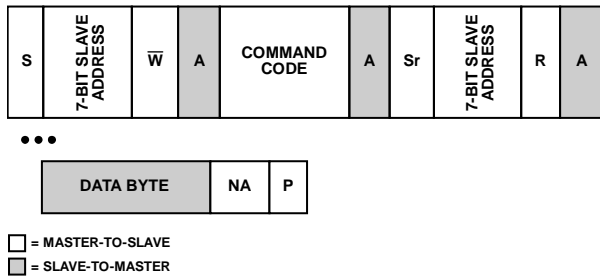 S 7-BIT SLAVE ADDRESS W̅ A COMMAND CODE A Sr 7-BIT SLAVE ADDRESS R A
•••
DATA BYTE NA P
= MASTER-TO-SLAVE
= SLAVE-TO-MASTER